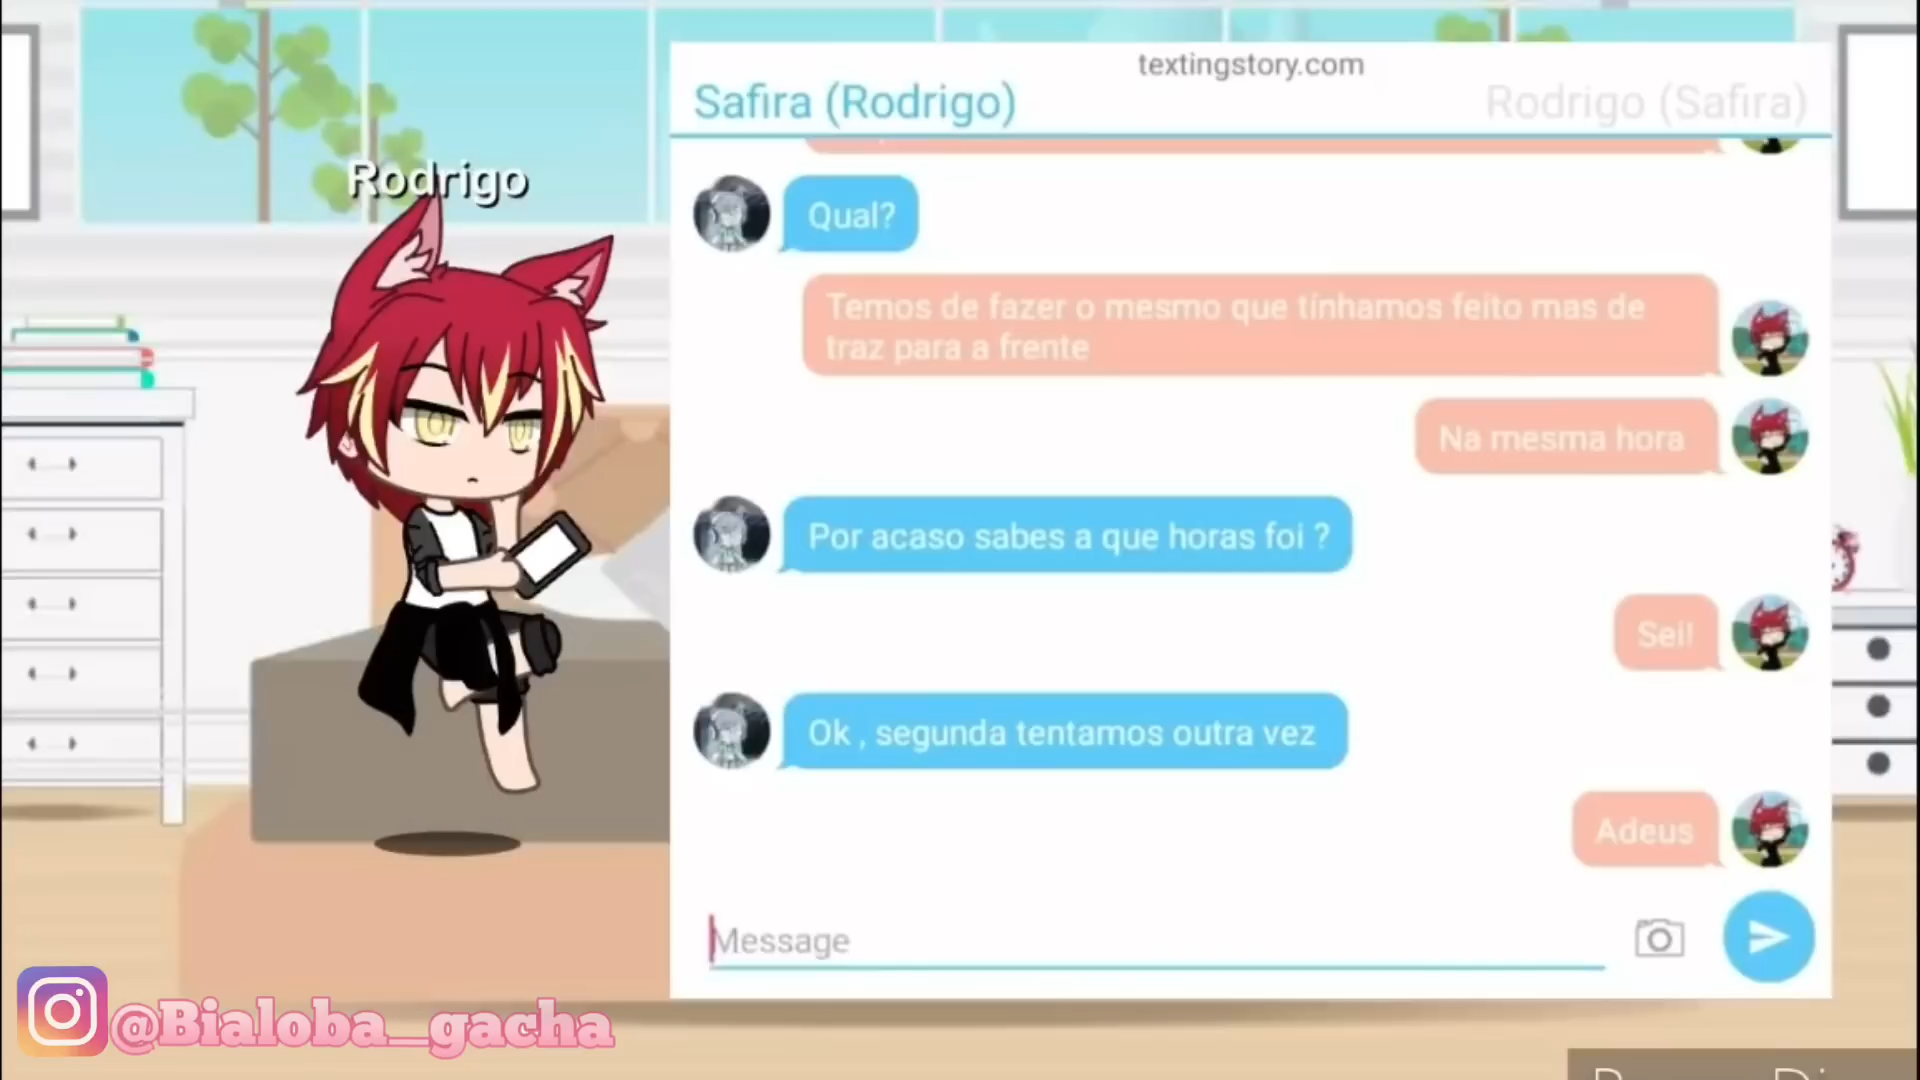 textingstory.com
Safira (Rodrigo)
Rodrigo (Safira)
Rodrigo
Qual?
Temos de fazer o mesmo que tínhamos feito mas de
traz para a frente
Na mesma hora
Por acaso sabes a que horas foi ?
Sei!
Ok , segunda tentamos outra vez
Adeus
Message
@Bialoba_gacha